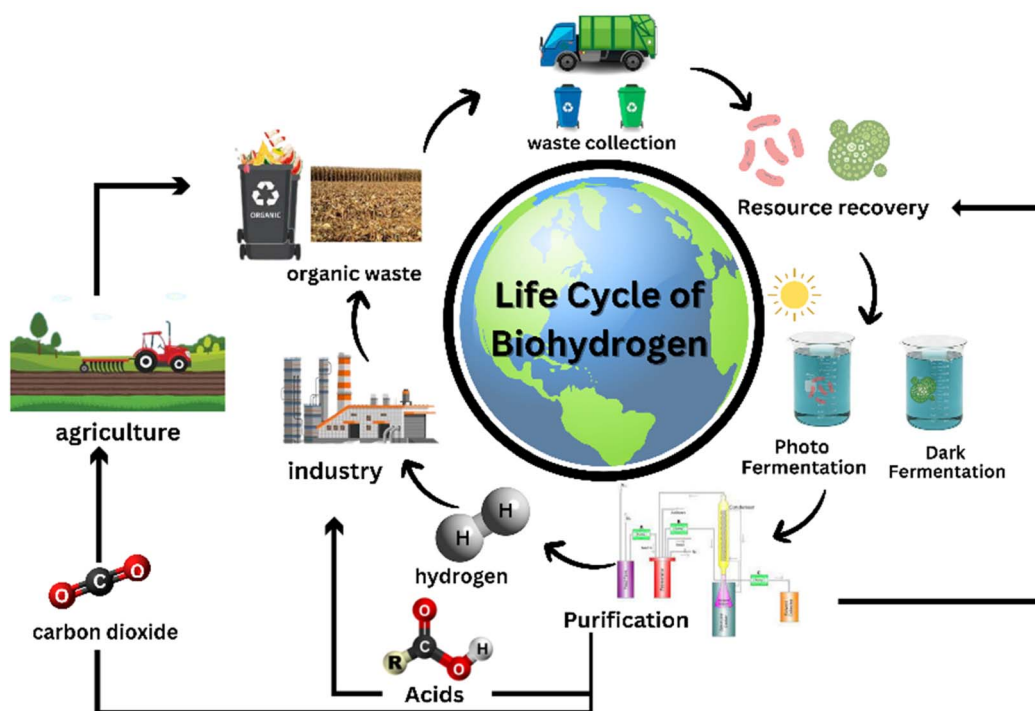 waste collection
Resource recovery
ORGANIC
organic waste
Life Cycle of
Biohydrogen
agriculture
industry
Photo
Fermentation
Dark
Fermentation
H
H
hydrogen
Purification
O
C
O
carbon dioxide
O
C
H
R
O
Acids